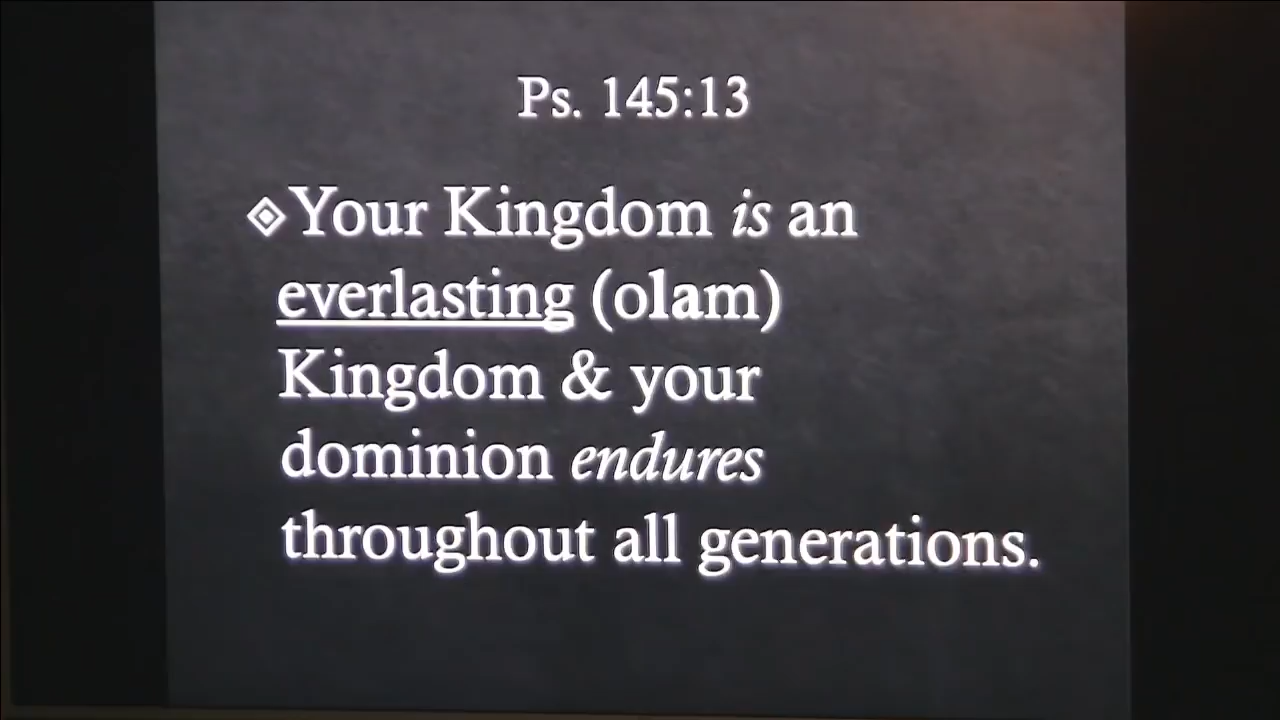 Ps. 145:13
Your Kingdom is an
everlasting (olam)
Kingdom & your
dominion endures
throughout all generations.